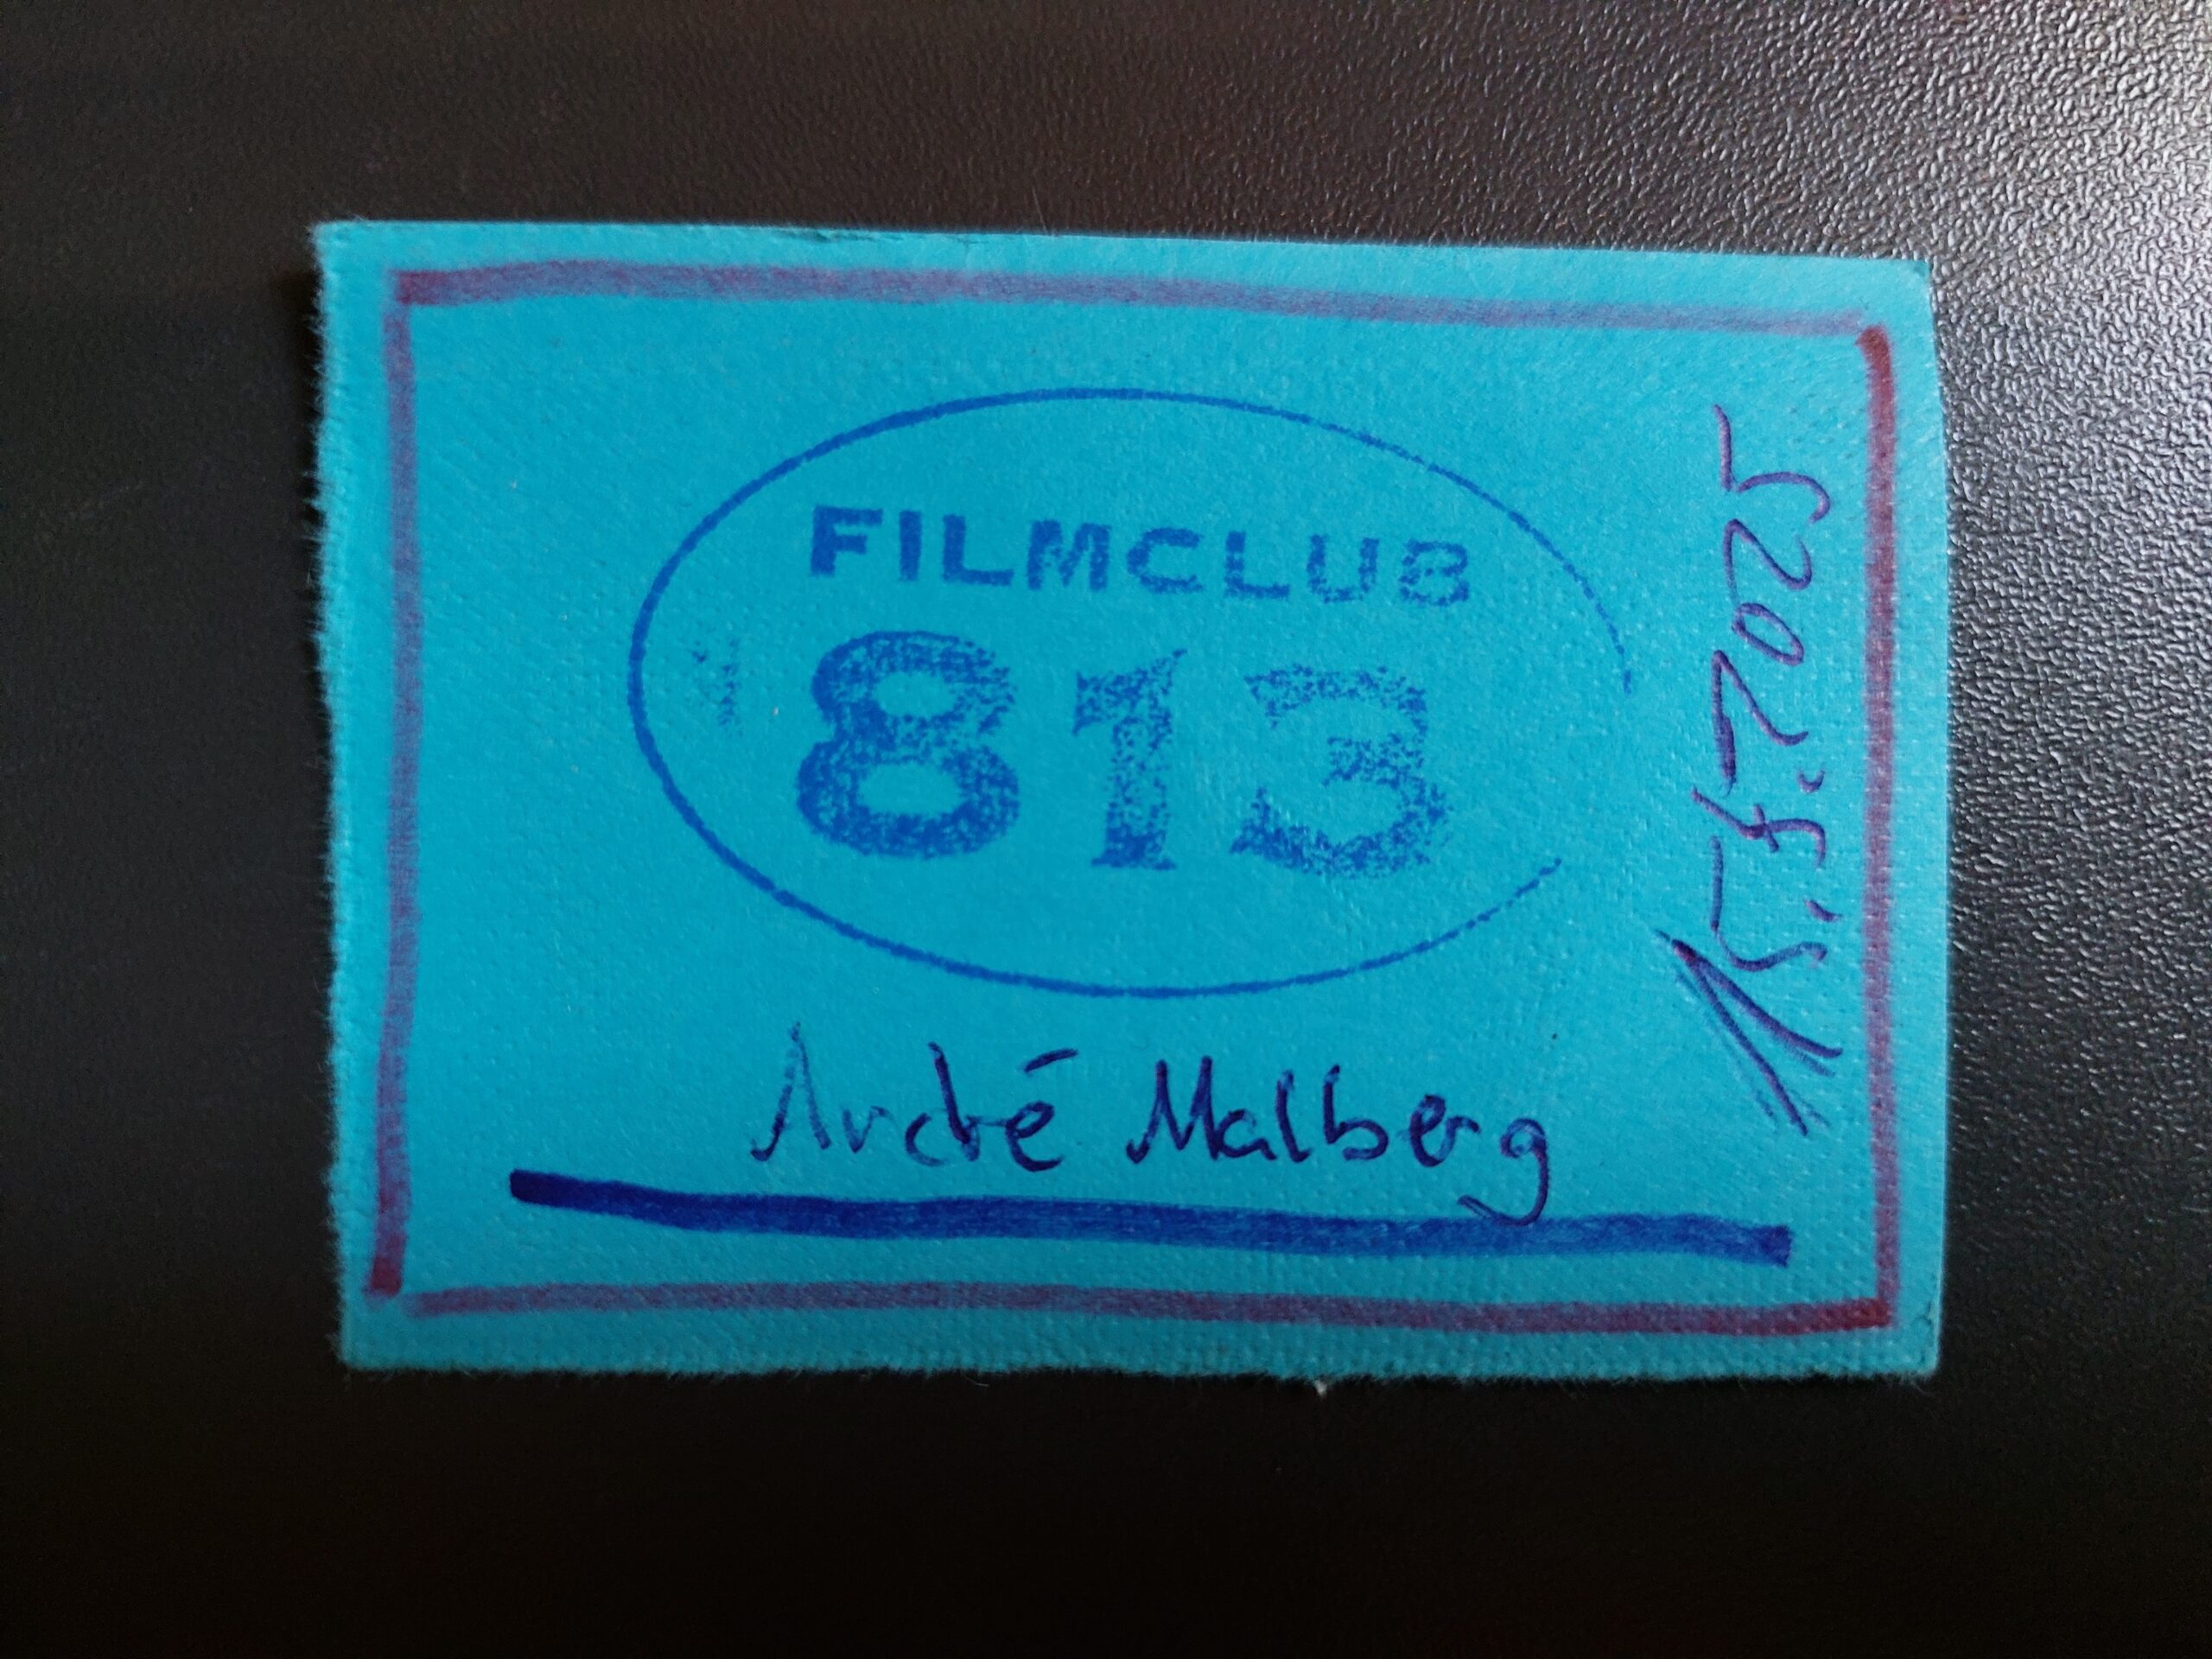 FILMCLUB
813
André Malberg
15.5.2025